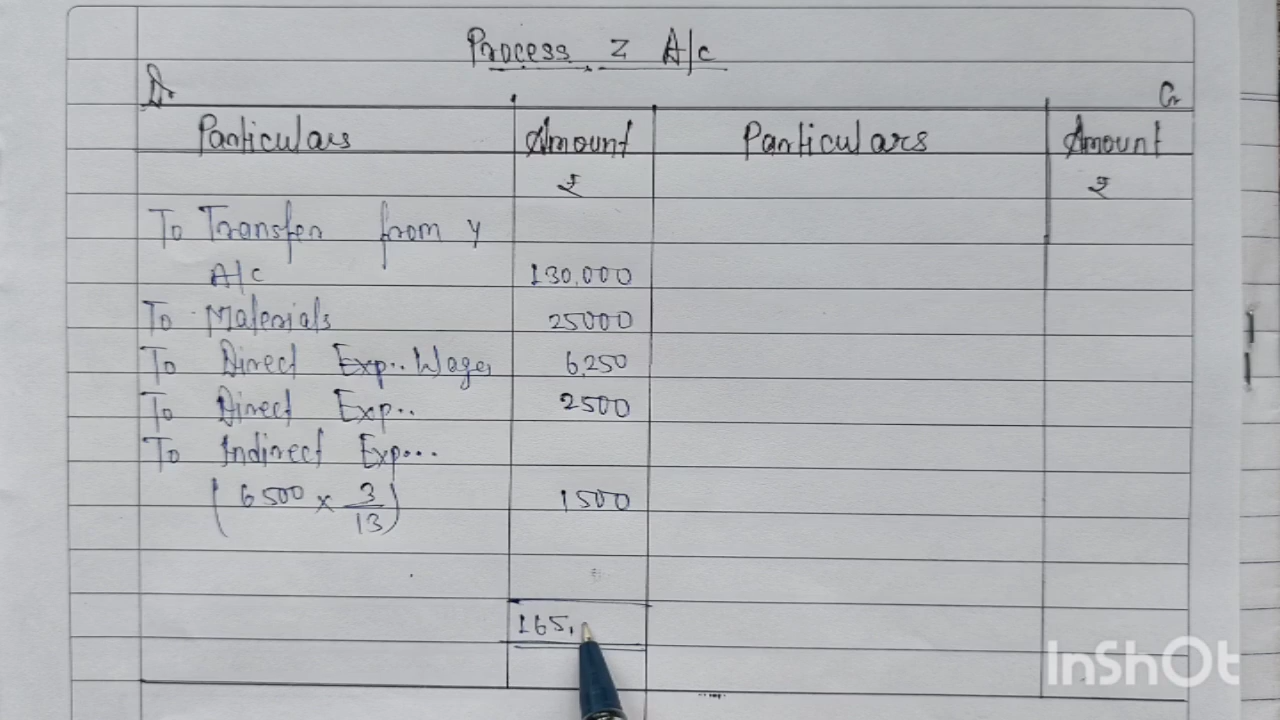 Process Z A/c
Dr Cr
Particulars Amount Particulars Amount
₹ ₹
To Transfer from Y
A/c 130,000
To Materials 25000
To Direct Exp.. Wages 6,250
To Direct Exp.. 2500
To Indirect Exp...
(6500 × 3/13) 1500
165,
InShOt